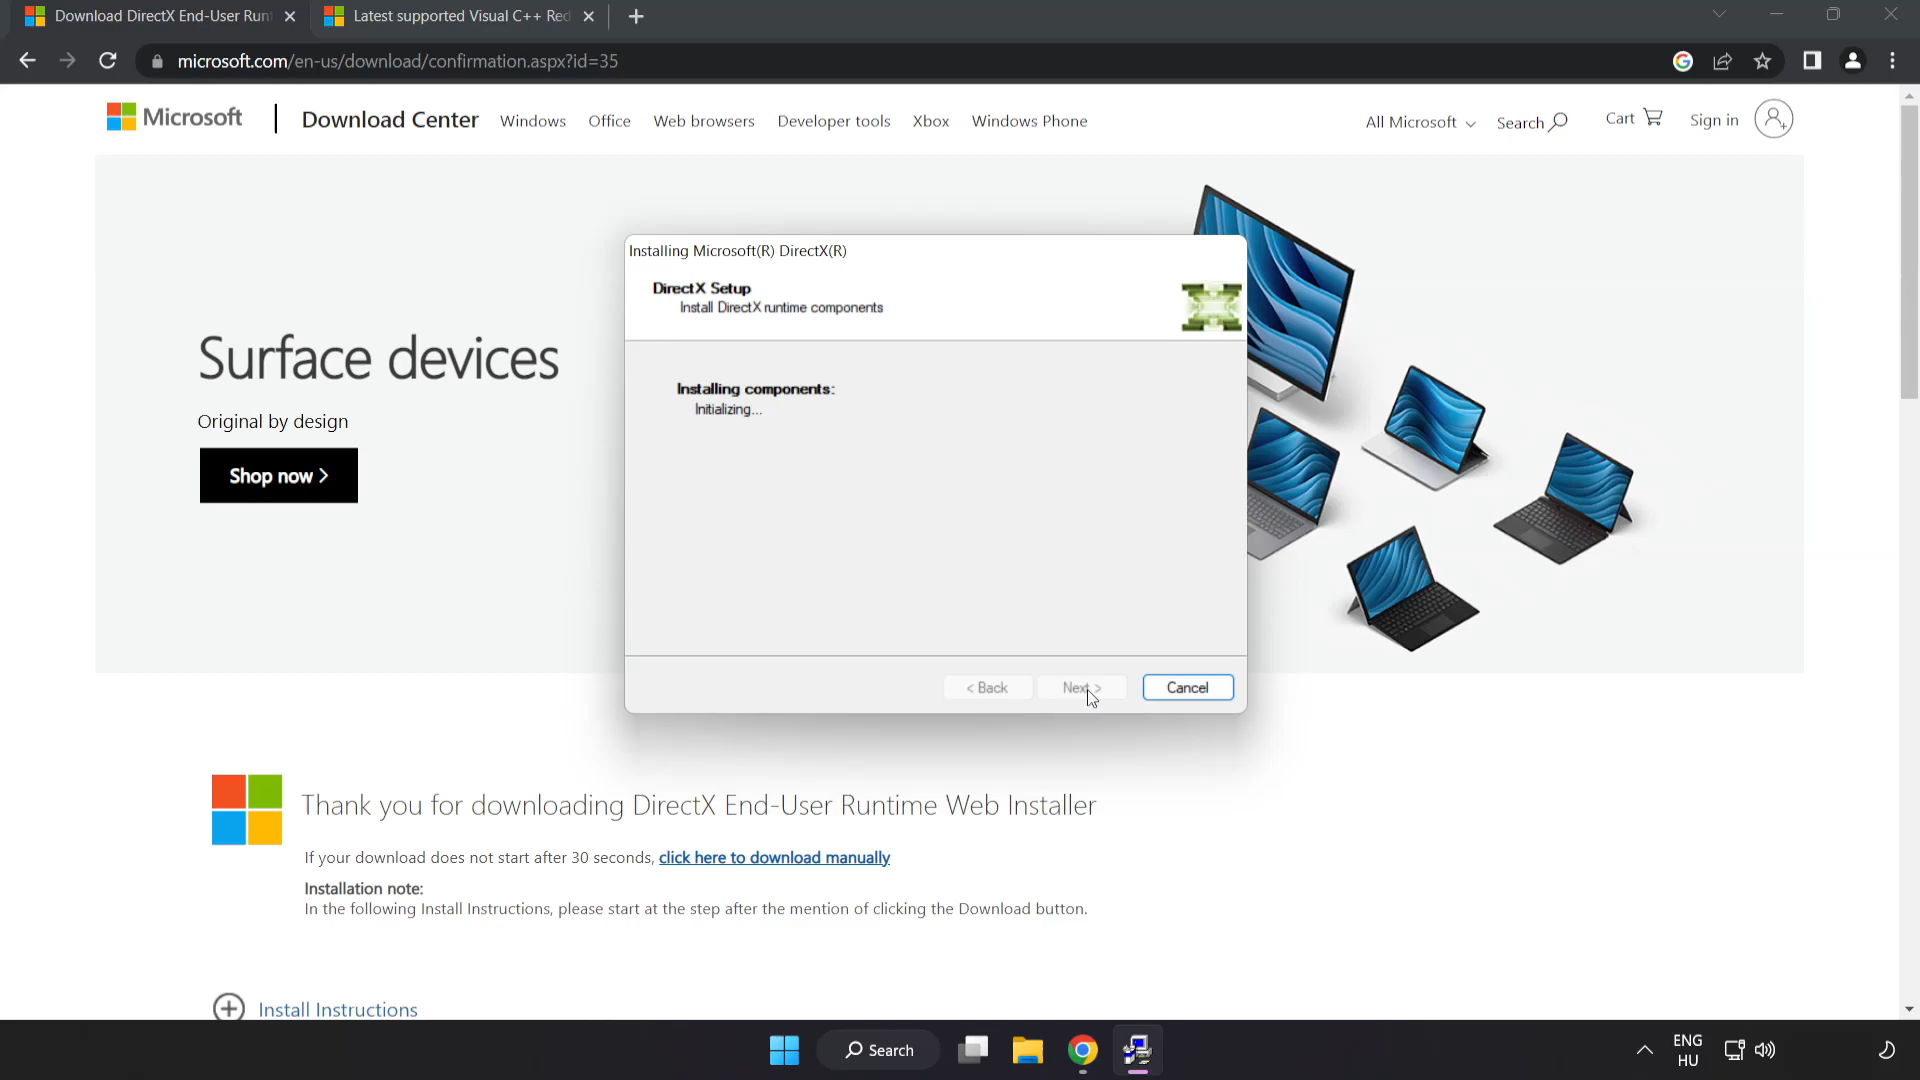 Download DirectX End-User Run
Latest supported Visual C++ Red
microsoft.com/en-us/download/confirmation.aspx?id=35
Microsoft
Download Center
Windows
Office
Web browsers
Developer tools
Xbox
Windows Phone
All Microsoft
Search
Cart
Sign in
Surface devices
Original by design
Shop now >
Installing Microsoft(R) DirectX(R)
DirectX Setup
Install DirectX runtime components
Installing components:
Initializing...
< Back
Next >
Cancel
Thank you for downloading DirectX End-User Runtime Web Installer
If your download does not start after 30 seconds, click here to download manually
Installation note:
In the following Install Instructions, please start at the step after the mention of clicking the Download button.
Install Instructions
Search
ENG
HU